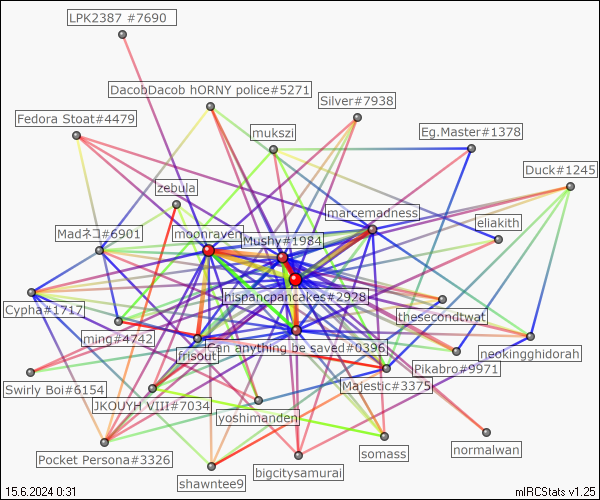 LPK2387 #7690
DacobDacob hORNY police#5271
Silver#7938
Fedora Stoat#4479
mukszi
Eg.Master#1378
Duck#1245
zebula
marcemadness
eliakith
Madネコ#6901
moonraven
Mushy#1984
hispancpancakes#2928
Cypha#1717
thesecondtwat
ming#4742
Can anything be saved#0396
frisout
neokingghidorah
Pikabro#9971
Swirly Boi#6154
Majestic#3375
JKOUYH VIII#7034
yoshimanden
normalwan
somass
Pocket Persona#3326
bigcitysamurai
shawntee9
15.6.2024 0:31
mIRCStats v1.25